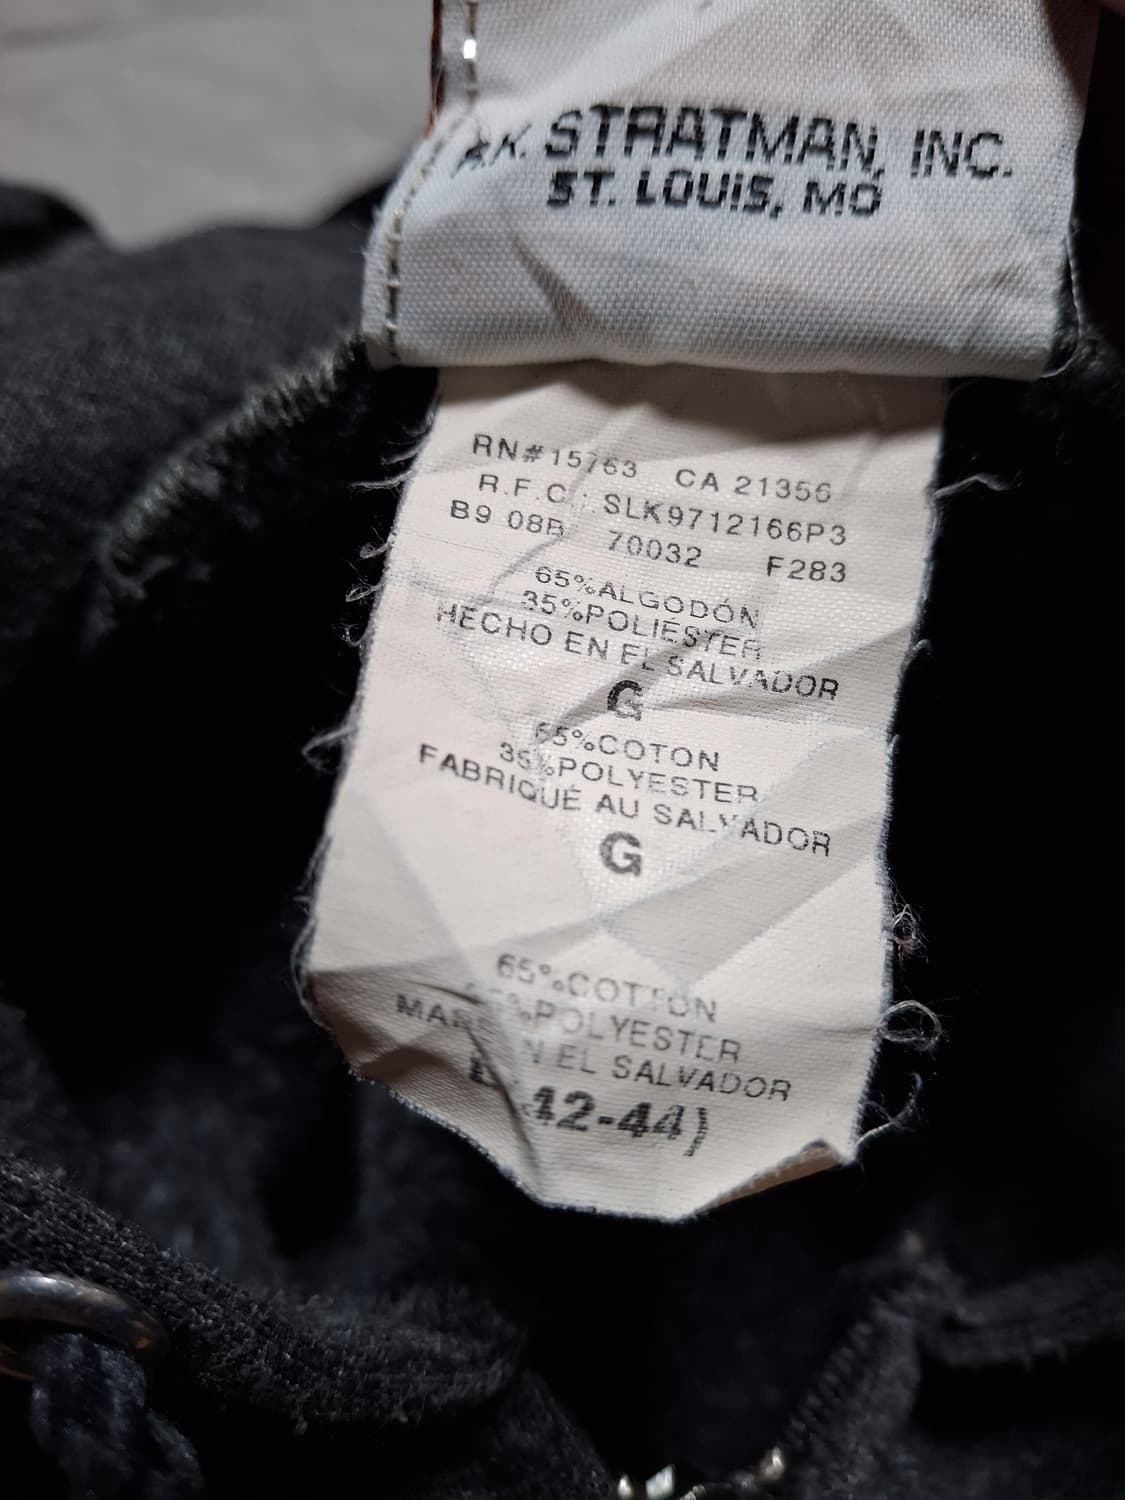 A.K. STRATMAN, INC.
ST. LOUIS, MO
RN#15763 CA 21356
R.F.C.: SLK9712166P3
B9 08B 70032 F283
65%ALGODÓN
35%POLIÉSTER
HECHO EN EL SALVADOR
G
65%COTON
35%POLYESTER
FABRIQUÉ AU SALVADOR
G
65%COTTON
%POLYESTER
EL SALVADOR
42-44)